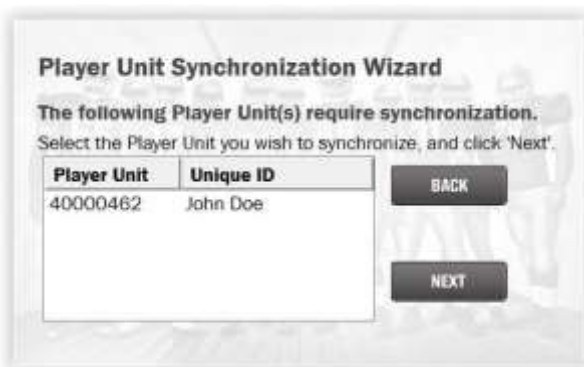 Player Unit Synchronization Wizard
The following Player Unit(s) require synchronization.
Select the Player Unit you wish to synchronize, and click 'Next'.
Player Unit Unique ID
BACK
40000462 John Doe
NEXT